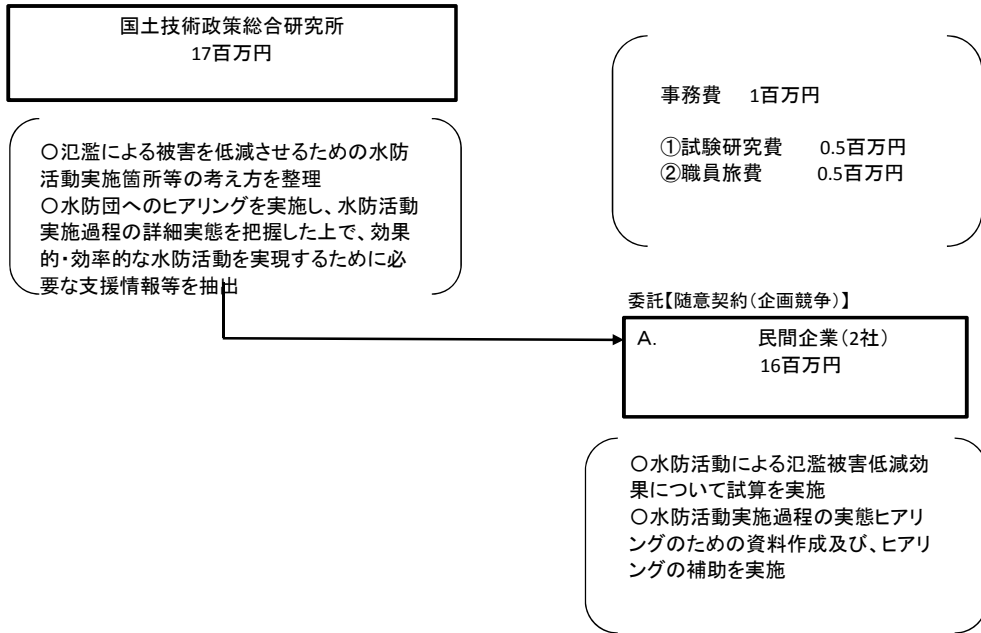 国土技術政策総合研究所
17百万円
○氾濫による被害を低減させるための水防
活動実施箇所等の考え方を整理
○水防団へのヒアリングを実施し、水防活動
実施過程の詳細実態を把握した上で、効果
的・効率的な水防活動を実現するために必
要な支援情報等を抽出
事務費 1百万円
①試験研究費 0.5百万円
②職員旅費 0.5百万円
委託【随意契約(企画競争)】
A. 民間企業(2社)
16百万円
○水防活動による氾濫被害低減効
果について試算を実施
○水防活動実施過程の実態ヒアリ
ングのための資料作成及び、ヒアリ
ングの補助を実施